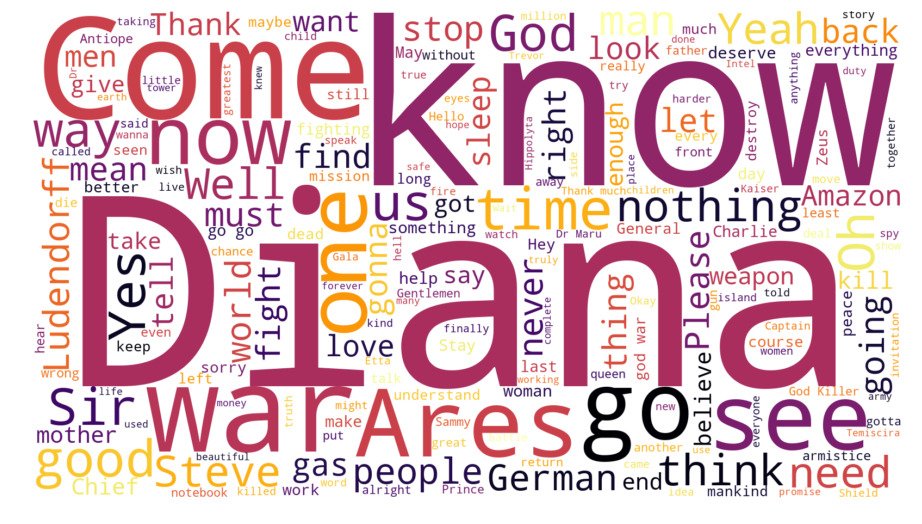 Come
know
Diana
war
Ares
go
see
now
one
us
time
nothing
God
stop
man
Yeah
back
Thank
want
look
way
Well
mean
find
must
men
give
Antiope
taking
maybe
child
little
tower
earth
greatest
knew
still
May
without
million
Trevor
father
done
true
much
story
deserve
everything
really
Intel
duty
anything
try
eyes
Hello
hope
harder
said
called
wanna
speak
seen
wish
live
better
fighting
mission
safe
long
fire
sleep
Hippolyta
side
place
away
right
enough
let
every
front
destroy
day
Zeus
move
together
Kaiser
die
go go
chance
dead
gonna
something
got
watch
hell
Thank much
children
wait
Dr Maru
General
Charlie
Amazon
least
deal
spy
show
Oh
kill
Ludendorff
Yes
take
tell
even
keep
world
fight
Gala
forever
many
kind
love
help
say
Gentlemen
finally
Stay
Etta
talk
Hey
truly
never
Okay
thing
Please
weapon
gun
island
told
peace
going
invitation
hear
wrong
sorry
left
understand
last
working
complete
woman
queen
god war
believe
Captain
course
women
God Killer
army
Sir
life
used
mother
good
beautiful
Chief
notebook
killed
Steve
money
truth
might
make
put
gas
work
word
people
alright
Sammy
great
return
Prince
German
another
came
end
new
use
think
idea
mankind
everyone
armistice
promise
need
gotta
Temiscira
Shield
Dr